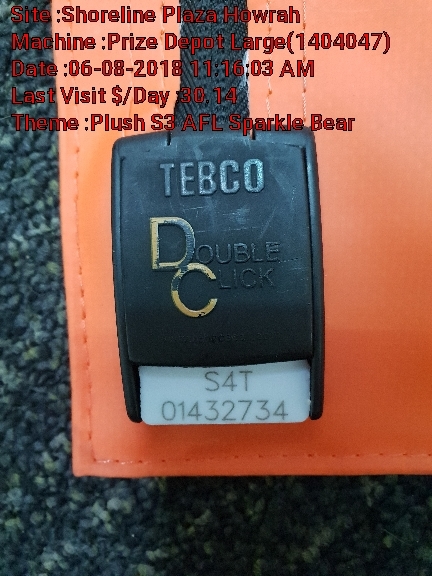 Site :Shoreline Plaza Howrah
Machine :Prize Depot Large(1404047)
Date :06-08-2018 11:16:03 AM
Last Visit $/Day :30.14
Theme :Plush S3 AFL Sparkle Bear
TEBCO
DOUBLE
CLICK
S4T
01432734